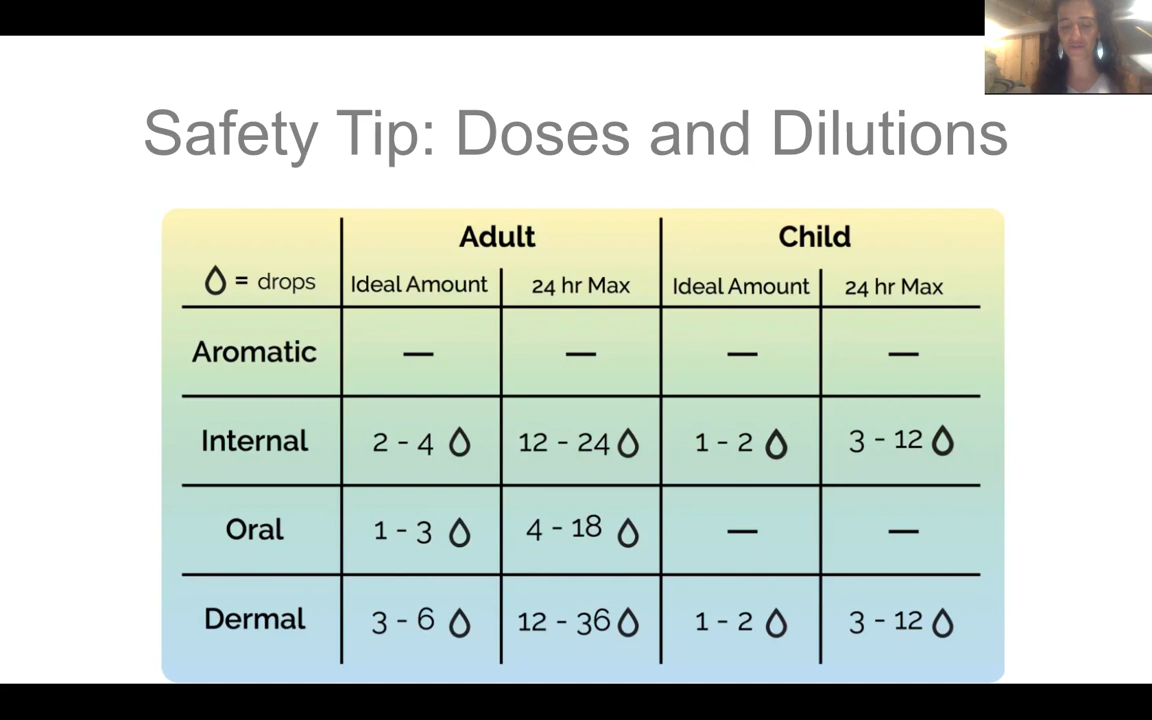 Safety Tip: Doses and Dilutions
Adult Child
= drops Ideal Amount 24 hr Max Ideal Amount 24 hr Max
Aromatic — — — —
Internal 2 - 4 12 - 24 1 - 2 3 - 12
Oral 1 - 3 4 - 18 — —
Dermal 3 - 6 12 - 36 1 - 2 3 - 12